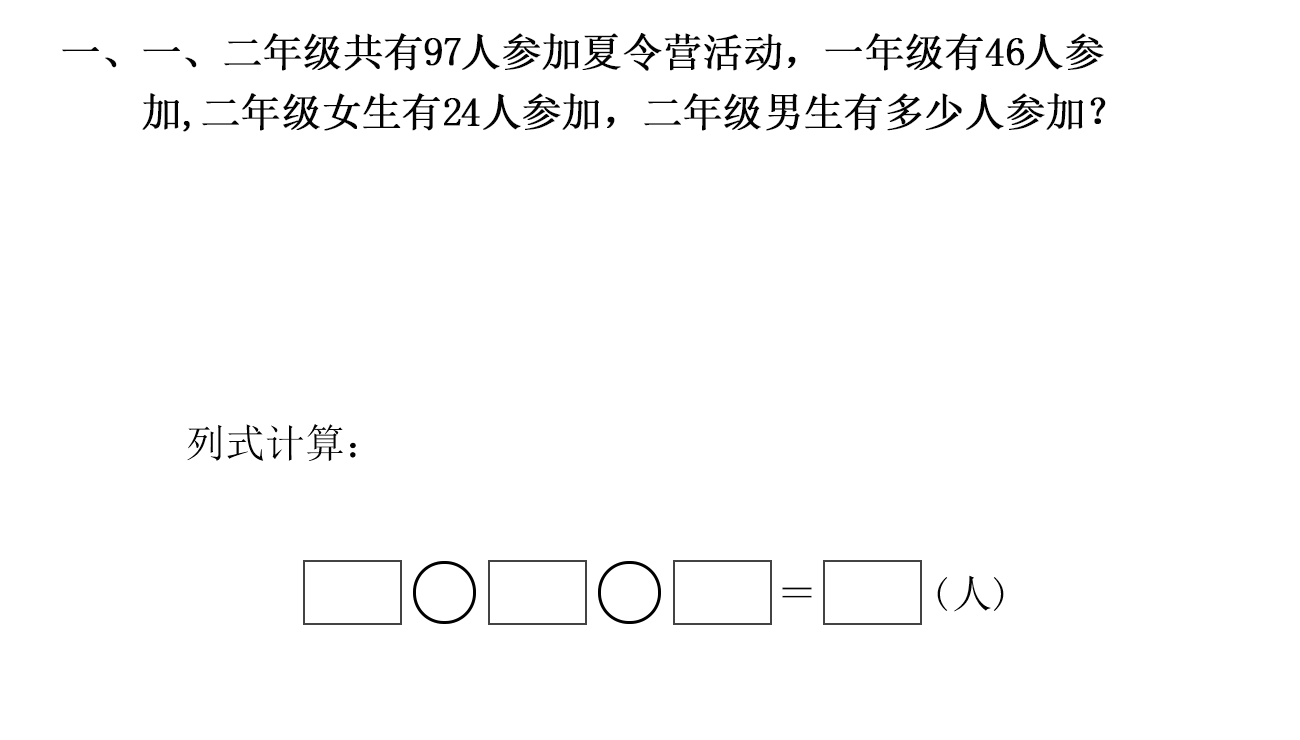 一、一、二年级共有97人参加夏令营活动，一年级有46人参
加,二年级女生有24人参加，二年级男生有多少人参加？
列式计算：
□○□○□＝□(人)